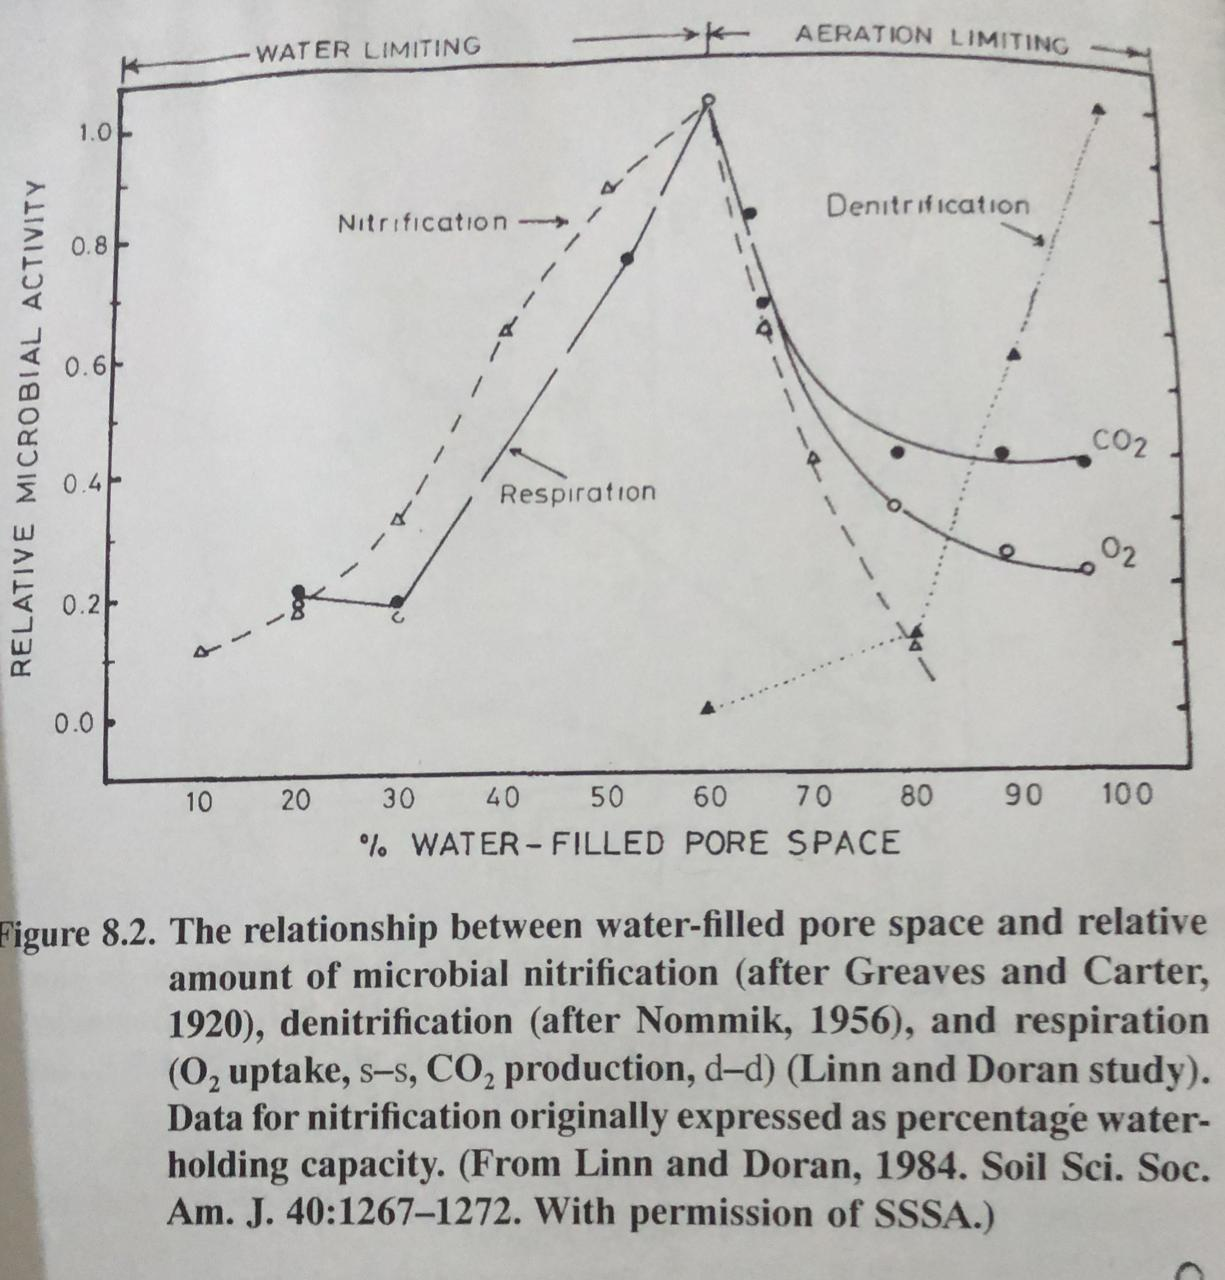 WATER LIMITING
AERATION LIMITING
RELATIVE MICROBIAL ACTIVITY
1.0
0.8
0.6
0.4
0.2
0.0
Nitrification
Denitrification
Respiration
CO2
O2
10 20 30 40 50 60 70 80 90 100
% WATER-FILLED PORE SPACE
Figure 8.2. The relationship between water-filled pore space and relative
amount of microbial nitrification (after Greaves and Carter,
1920), denitrification (after Nommik, 1956), and respiration
(O2 uptake, s–s, CO2 production, d–d) (Linn and Doran study).
Data for nitrification originally expressed as percentage water-
holding capacity. (From Linn and Doran, 1984. Soil Sci. Soc.
Am. J. 40:1267–1272. With permission of SSSA.)